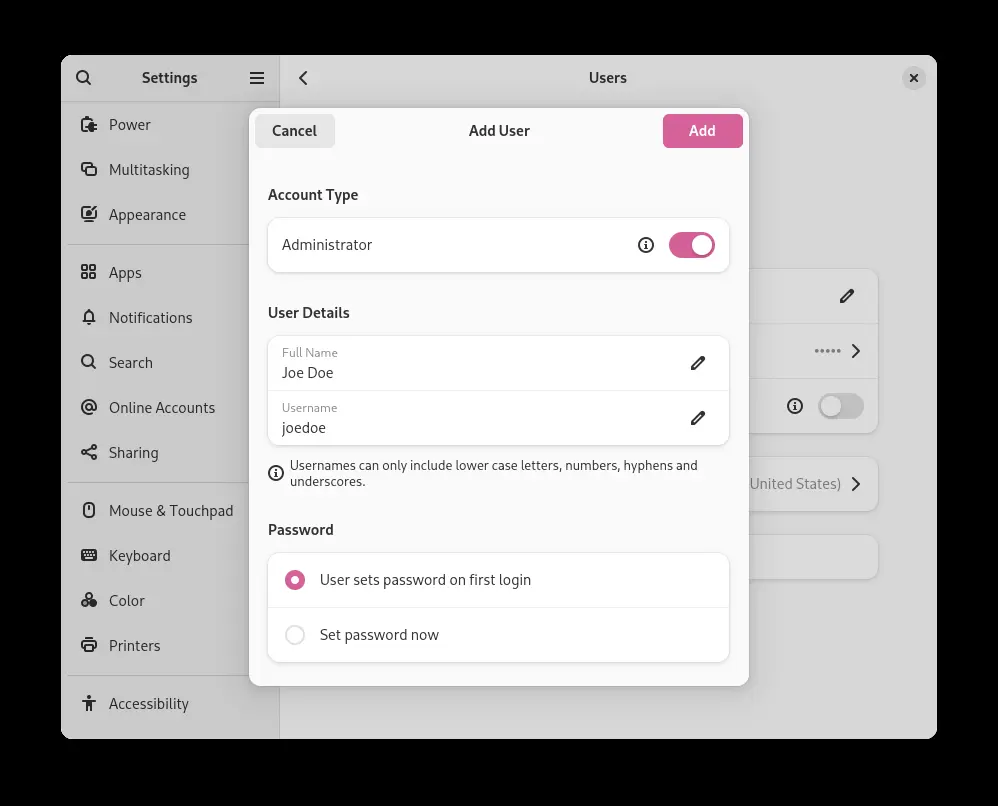 Settings
Users
Power
Multitasking
Appearance
Apps
Notifications
Search
Online Accounts
Sharing
Mouse & Touchpad
Keyboard
Color
Printers
Accessibility
Cancel
Add User
Add
Account Type
Administrator
User Details
Full Name
Joe Doe
Username
joedoe
Usernames can only include lower case letters, numbers, hyphens and
underscores.
Password
User sets password on first login
Set password now
•••••
United States)